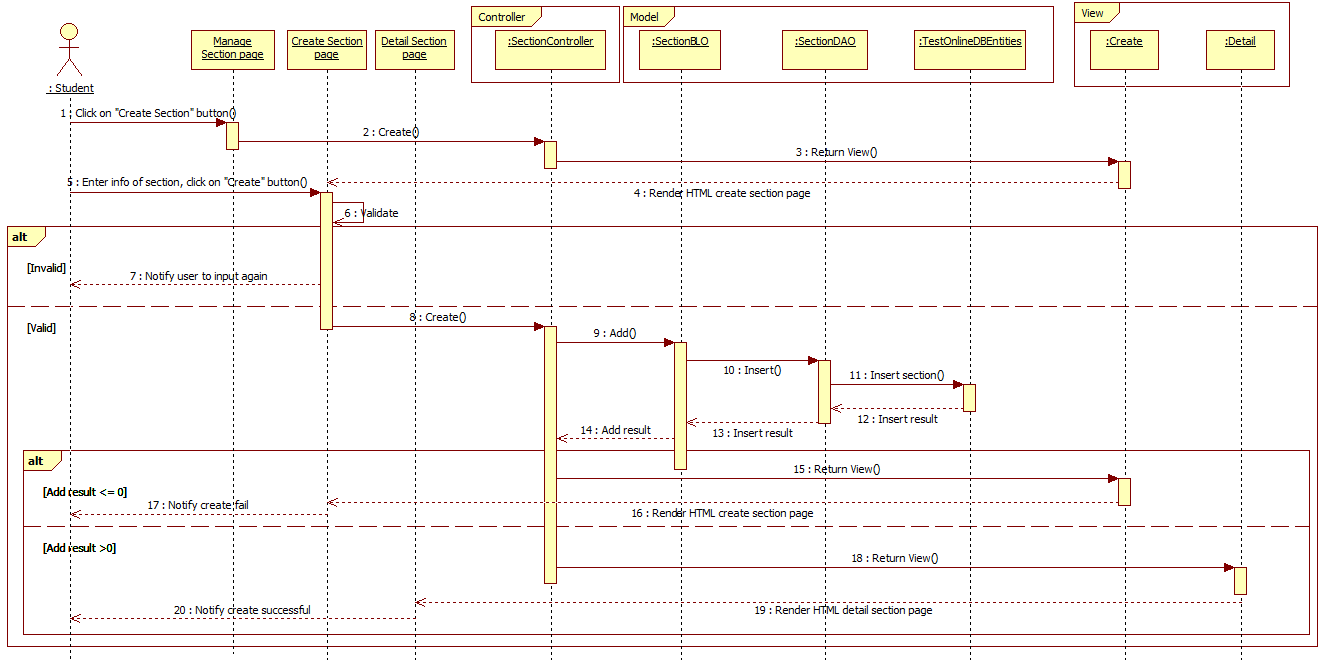 Controller
Model
View
Manage
Section page
Create Section
page
Detail Section
page
:SectionController
:SectionBLO
:SectionDAO
:TestOnlineDBEntities
:Create
:Detail
: Student
1 : Click on "Create Section" button()
2 : Create()
3 : Return View()
4 : Render HTML create section page
5 : Enter info of section, click on "Create" button()
6 : Validate
alt
[Invalid]
7 : Notify user to input again
[Valid]
8 : Create()
9 : Add()
10 : Insert()
11 : Insert section()
12 : Insert result
13 : Insert result
14 : Add result
alt
15 : Return View()
[Add result <= 0]
16 : Render HTML create section page
17 : Notify create fail
[Add result >0]
18 : Return View()
19 : Render HTML detail section page
20 : Notify create successful